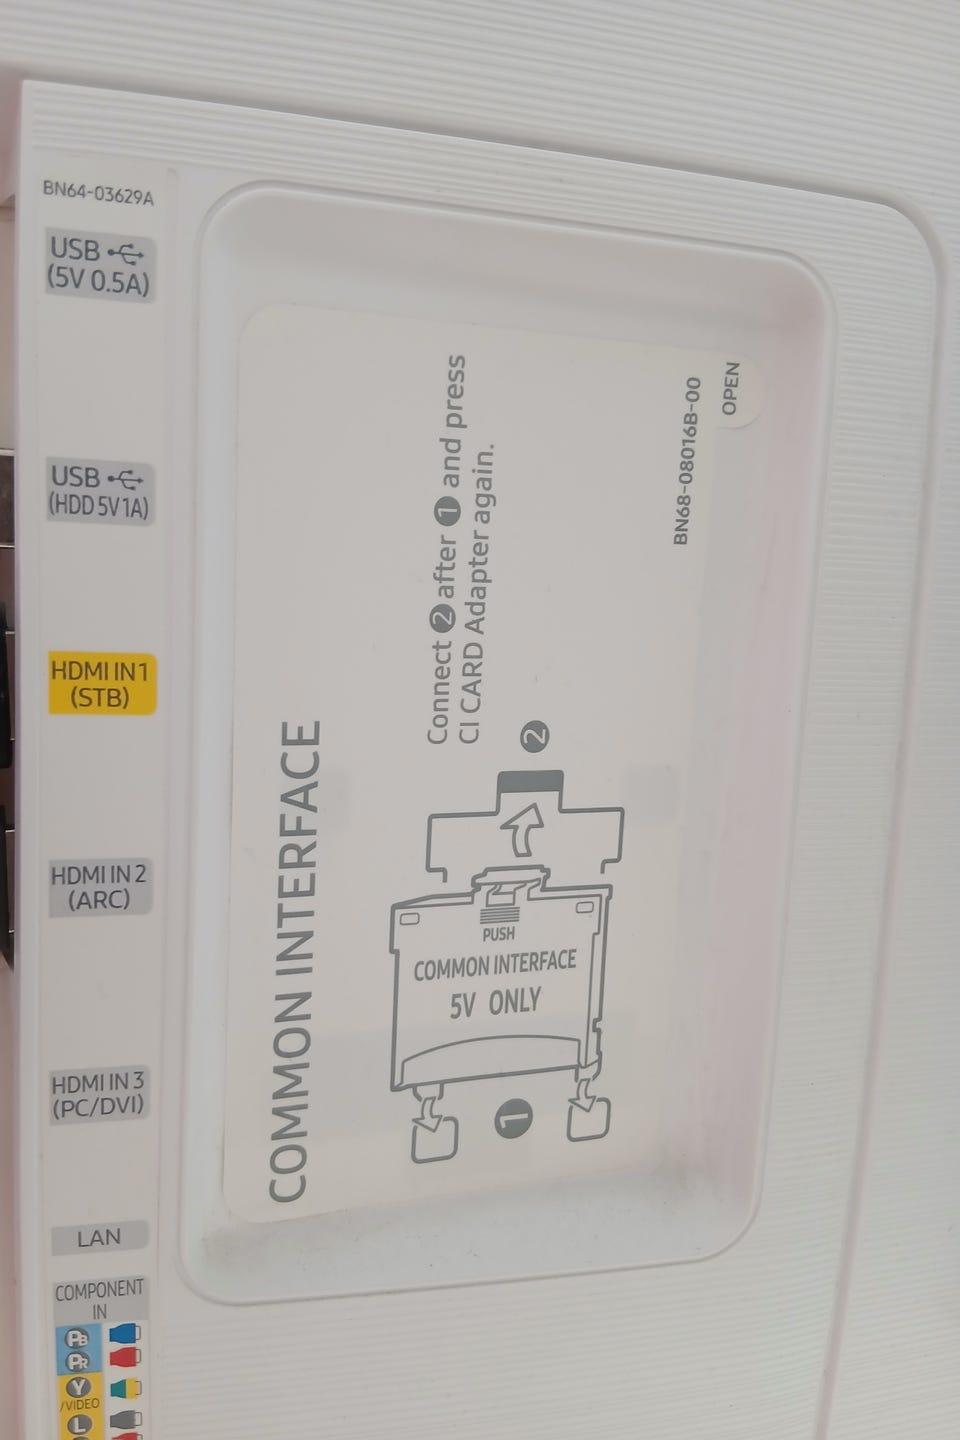 BN64-03629A
USB
(5V 0.5A)
USB
(HDD 5V 1A)
HDMI IN 1
(STB)
HDMI IN 2
(ARC)
HDMI IN 3
(PC/DVI)
LAN
COMPONENT
IN
PB
PR
Y
/VIDEO
L
COMMON INTERFACE
Connect 2 after 1 and press
CI CARD Adapter again.
2
PUSH
COMMON INTERFACE
5V ONLY
1
BN68-08016B-00
OPEN